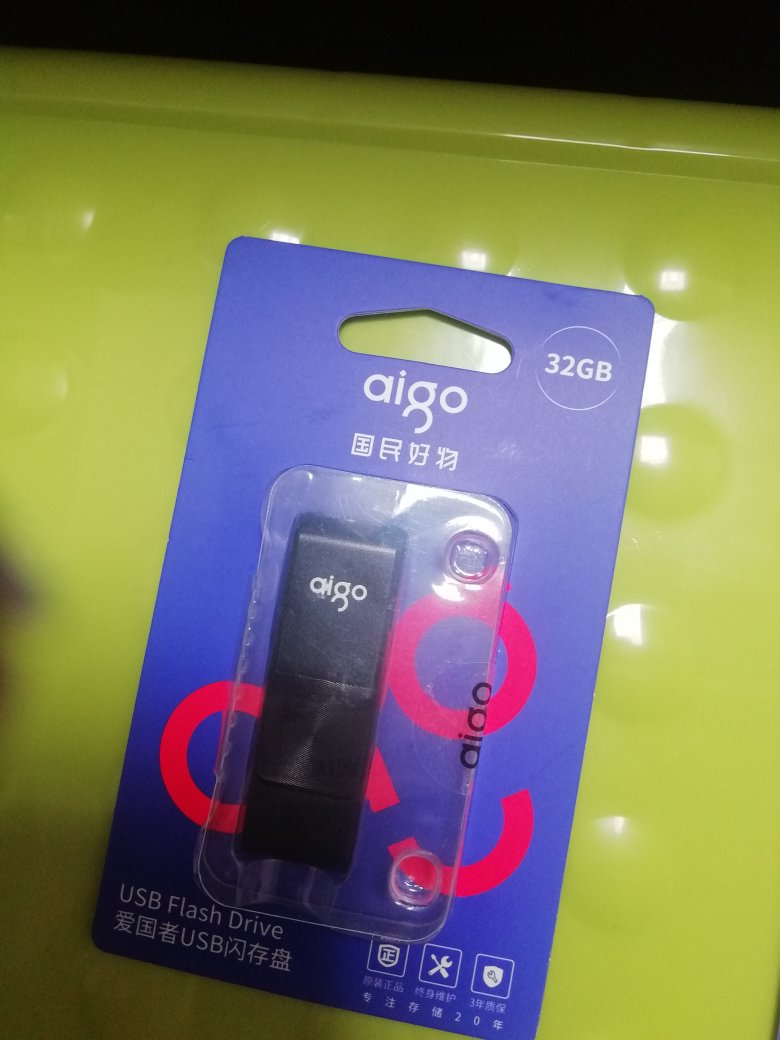 32GB
aigo
国民好物
aigo
aigo
USB Flash Drive
爱国者USB闪存盘
正
原装正品 终身维护 3年质保
专注存储20年